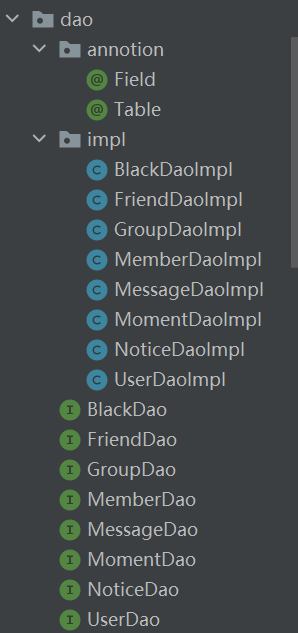 dao
annotion
Field
Table
impl
BlackDaoImpl
FriendDaoImpl
GroupDaoImpl
MemberDaoImpl
MessageDaoImpl
MomentDaoImpl
NoticeDaoImpl
UserDaoImpl
BlackDao
FriendDao
GroupDao
MemberDao
MessageDao
MomentDao
NoticeDao
UserDao